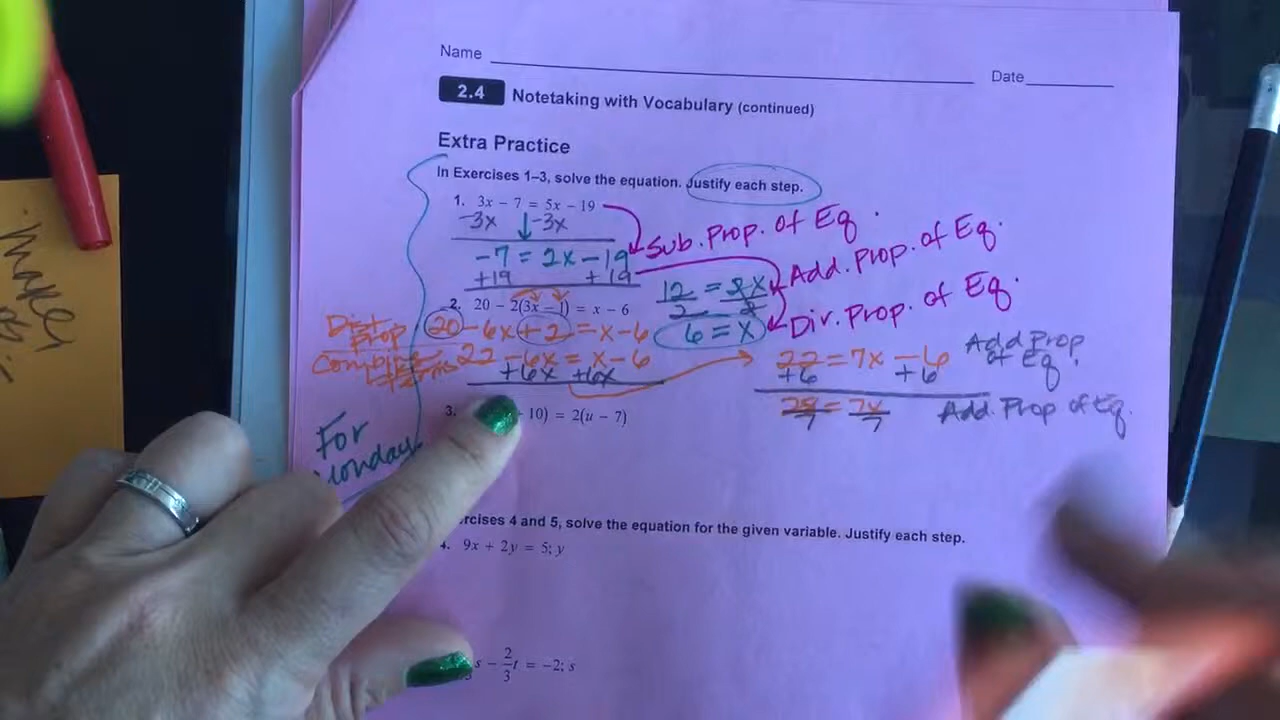 Name Date
2.4 Notetaking with Vocabulary (continued)
Extra Practice
In Exercises 1–3, solve the equation. Justify each step.
1. 3x − 7 = 5x − 19
−3x −3x
Sub. Prop. of Eq.
−7 = 2x − 19
+19 +19
Add. Prop. of Eq.
12 = 2x
2 2
Div. Prop. of Eq.
6 = x
2. 20 − 2(3x − 1) = x − 6
Dist Prop
20 − 6x + 2 = x − 6
22 − 6x = x − 6
+6x +6x
22 = 7x − 6
+6 +6
Add Prop of Eq.
28 = 7x
7 7
Add. Prop of Eq.
3. 10) = 2(u − 7)
For
Monday
rcises 4 and 5, solve the equation for the given variable. Justify each step.
4. 9x + 2y = 5; y
s − 2/3 t = −2; s
make